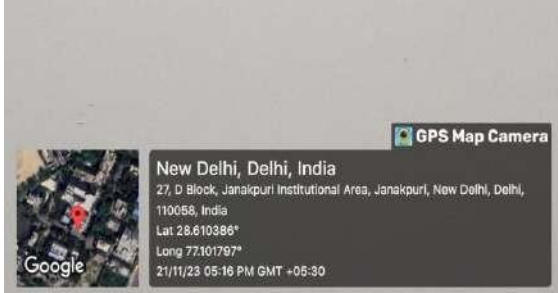 GPS Map Camera
New Delhi, Delhi, India
27, D Block, Janakpuri Institutional Area, Janakpuri, New Delhi, Delhi,
110058, India
Lat 28.610386°
Long 77.101797°
21/11/23 05:16 PM GMT +05:30
Google